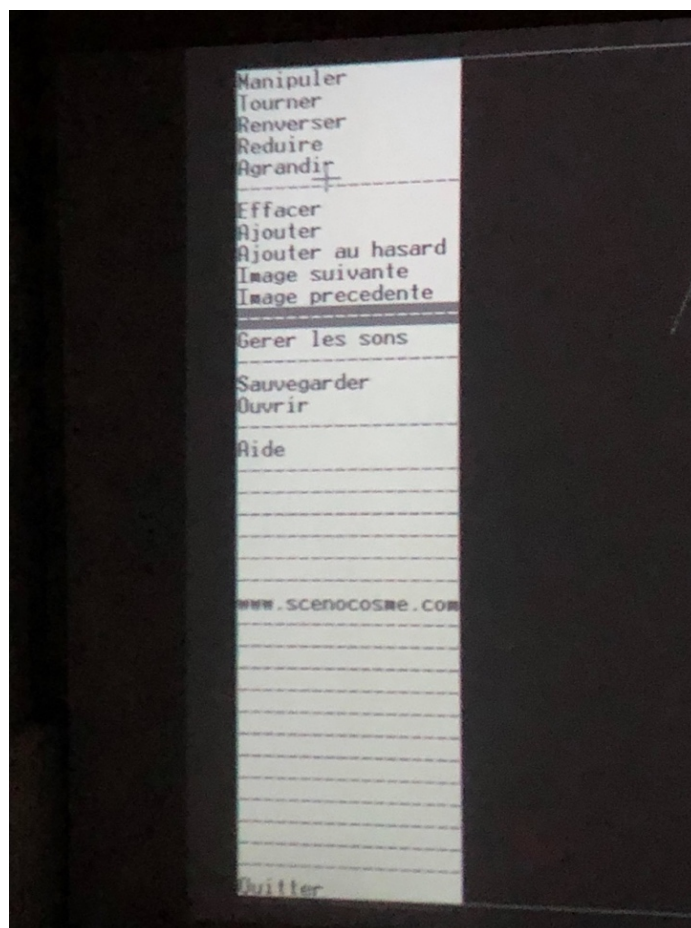 Manipuler
Tourner
Renverser
Reduire
Agrandir
Effacer
Ajouter
Ajouter au hasard
Image suivante
Image precedente
Gerer les sons
Sauvegarder
Ouvrir
Aide
www.scenocosme.com
Quitter